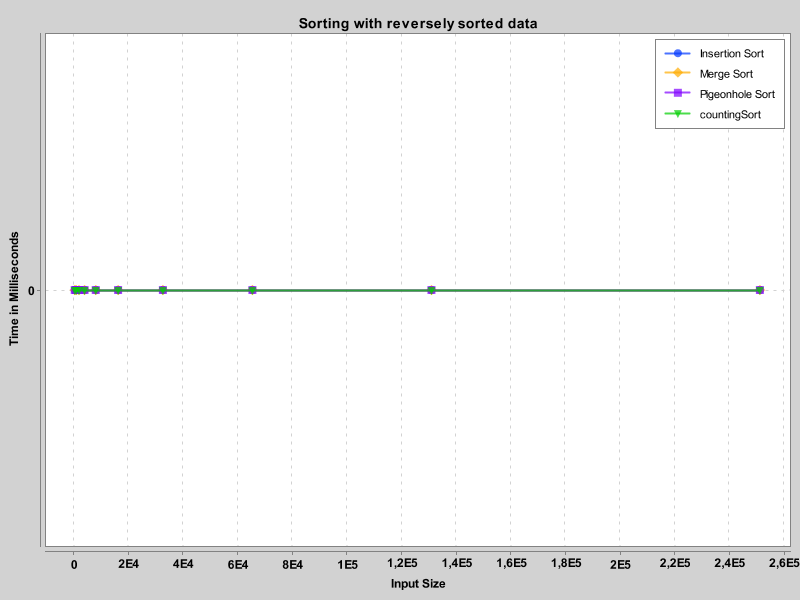 Sorting with reversely sorted data
Insertion Sort
Merge Sort
Pigeonhole Sort
countingSort
Time in Milliseconds
0
0 2E4 4E4 6E4 8E4 1E5 1,2E5 1,4E5 1,6E5 1,8E5 2E5 2,2E5 2,4E5 2,6E5
Input Size